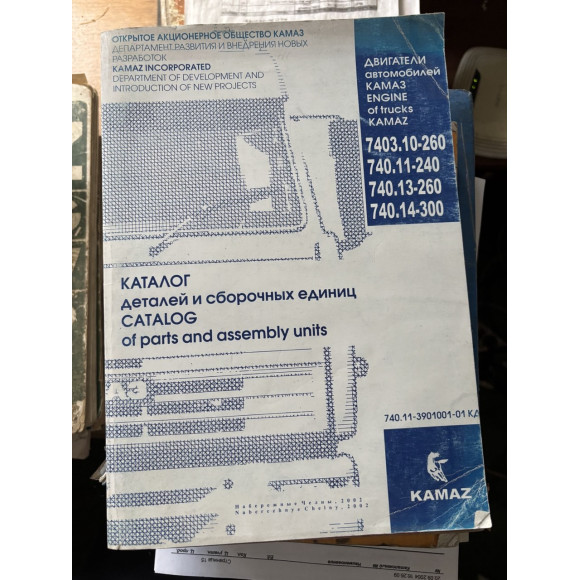 ОТКРЫТОЕ АКЦИОНЕРНОЕ ОБЩЕСТВО КАМАЗ
ДЕПАРТАМЕНТ РАЗВИТИЯ И ВНЕДРЕНИЯ НОВЫХ
РАЗРАБОТОК
KAMAZ INCORPORATED
DEPARTMENT OF DEVELOPMENT AND
INTRODUCTION OF NEW PROJECTS
ДВИГАТЕЛИ
автомобилей
КАМАЗ
ENGINE
of trucks
KAMAZ
7403.10-260
740.11-240
740.13-260
740.14-300
КАТАЛОГ
деталей и сборочных единиц
CATALOG
of parts and assembly units
740.11-3901001-01 КД
KAMAZ
Набережные Челны, 2002
Naberezhnye Chelny, 2002
Страница 15